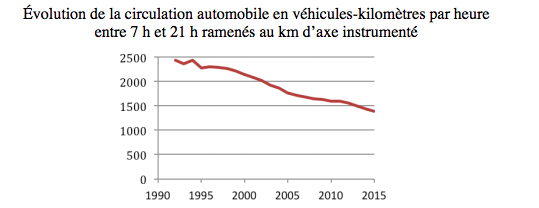 Évolution de la circulation automobile en véhicules-kilomètres par heure
entre 7 h et 21 h ramenés au km d’axe instrumenté
2500
2000
1500
1000
500
0
1990 1995 2000 2005 2010 2015